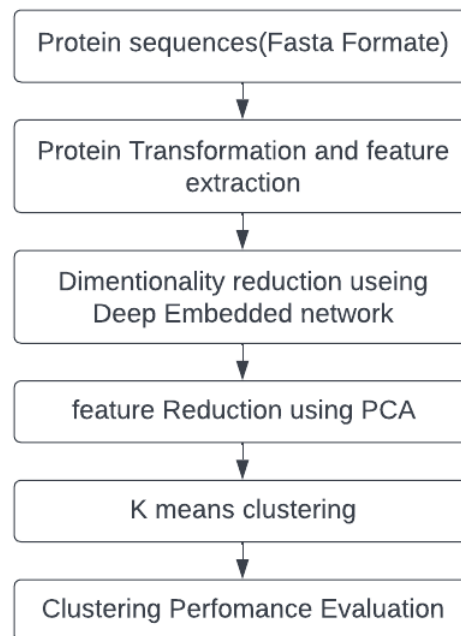 Protein sequences(Fasta Formate)
Protein Transformation and feature
extraction
Dimentionality reduction useing
Deep Embedded network
feature Reduction using PCA
K means clustering
Clustering Perfomance Evaluation